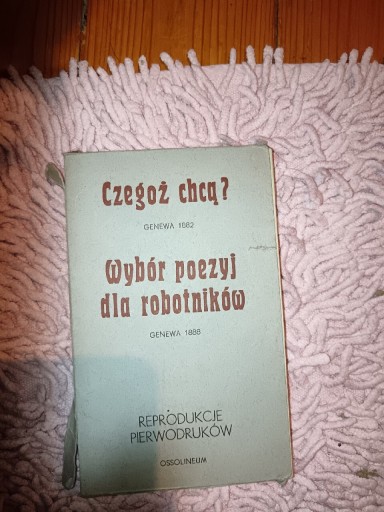 Czegoż chcą?
GENEWA 1882
Wybór poezyj
dla robotników
GENEWA 1888
REPRODUKCJE
PIERWODRUKÓW
OSSOLINEUM